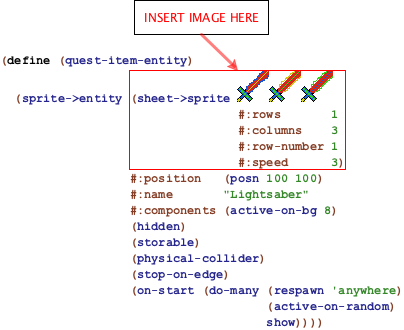 INSERT IMAGE HERE
(define (quest-item-entity)
(sprite->entity (sheet->sprite
#:rows 1
#:columns 3
#:row-number 1
#:speed 3)
#:position (posn 100 100)
#:name "Lightsaber"
#:components (active-on-bg 8)
(hidden)
(storable)
(physical-collider)
(stop-on-edge)
(on-start (do-many (respawn 'anywhere)
(active-on-random)
show))))